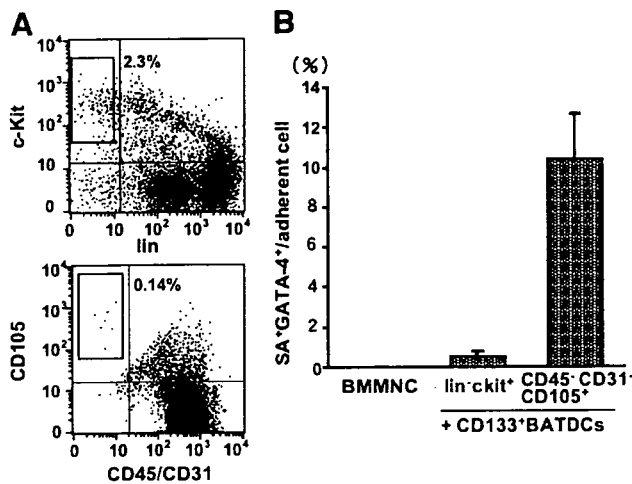 A
10⁴
10³
10²
10
0
c-Kit
2.3%
0 10 10² 10³ 10⁴
lin
10⁴
10³
10²
10
0
CD105
0.14%
0 10 10² 10³ 10⁴
CD45/CD31
B
(%)
14
12
10
8
6
4
2
0
SA⁺GATA-4⁺/adherent cell
BMMNC
lin⁻ckit⁺
CD45⁻CD31⁻
CD105⁺
+ CD133⁺BATDCs